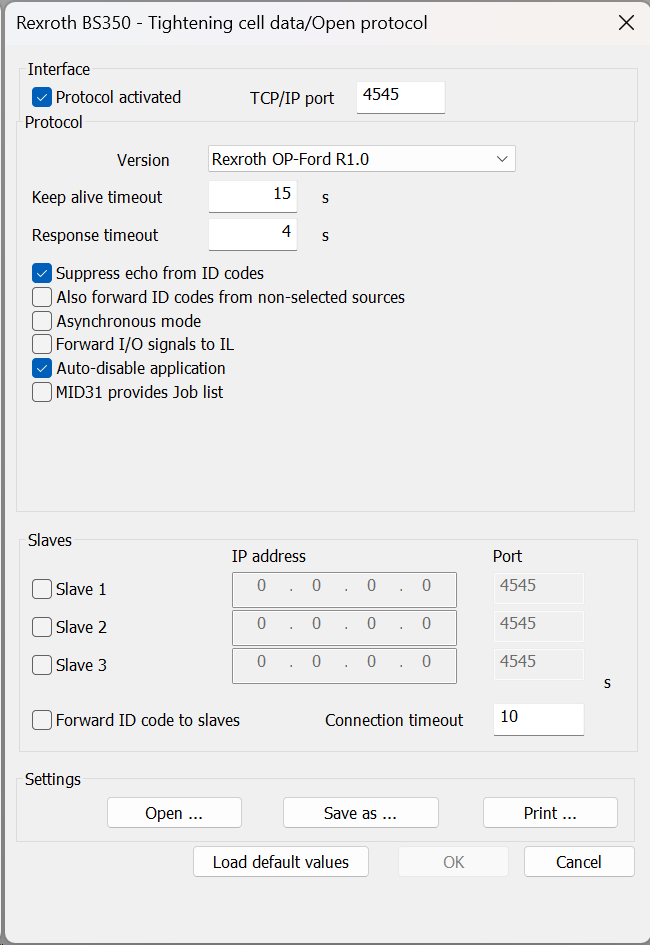 Rexroth BS350 - Tightening cell data/Open protocol
Interface
Protocol activated TCP/IP port 4545
Protocol
Version Rexroth OP-Ford R1.0
Keep alive timeout 15 s
Response timeout 4 s
Suppress echo from ID codes
Also forward ID codes from non-selected sources
Asynchronous mode
Forward I/O signals to IL
Auto-disable application
MID31 provides Job list
Slaves
IP address Port
Slave 1 0 . 0 . 0 . 0 4545
Slave 2 0 . 0 . 0 . 0 4545
Slave 3 0 . 0 . 0 . 0 4545
s
Forward ID code to slaves Connection timeout 10
Settings
Open ... Save as ... Print ...
Load default values OK Cancel